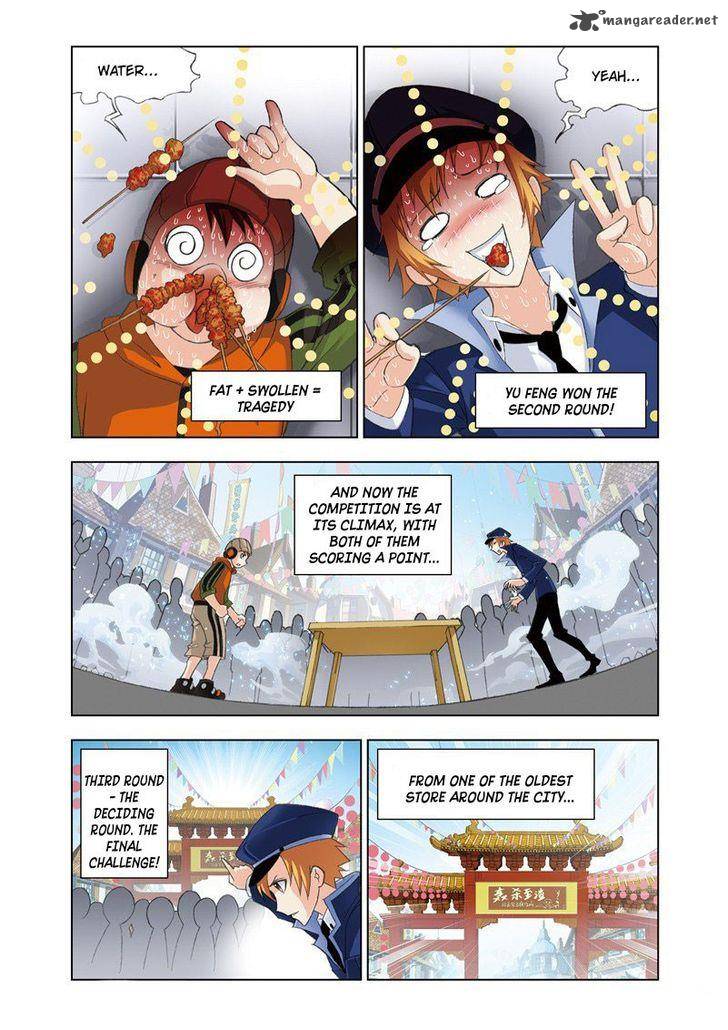 mangareader.net
WATER...
YEAH...
FAT + SWOLLEN =
TRAGEDY
YU FENG WON THE
SECOND ROUND!
AND NOW THE
COMPETITION IS AT
ITS CLIMAX, WITH
BOTH OF THEM
SCORING A POINT...
THIRD ROUND
- THE
DECIDING
ROUND. THE
FINAL
CHALLENGE!
FROM ONE OF THE OLDEST
STORE AROUND THE CITY...